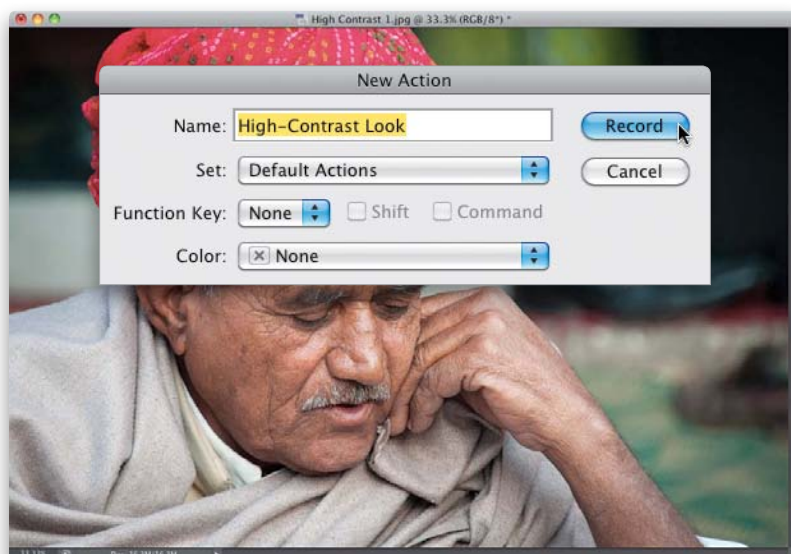 High Contrast 1.jpg @ 33.3% (RGB/8*) *
New Action
Name: High-Contrast Look
Record
Set: Default Actions
Cancel
Function Key: None Shift Command
Color: None